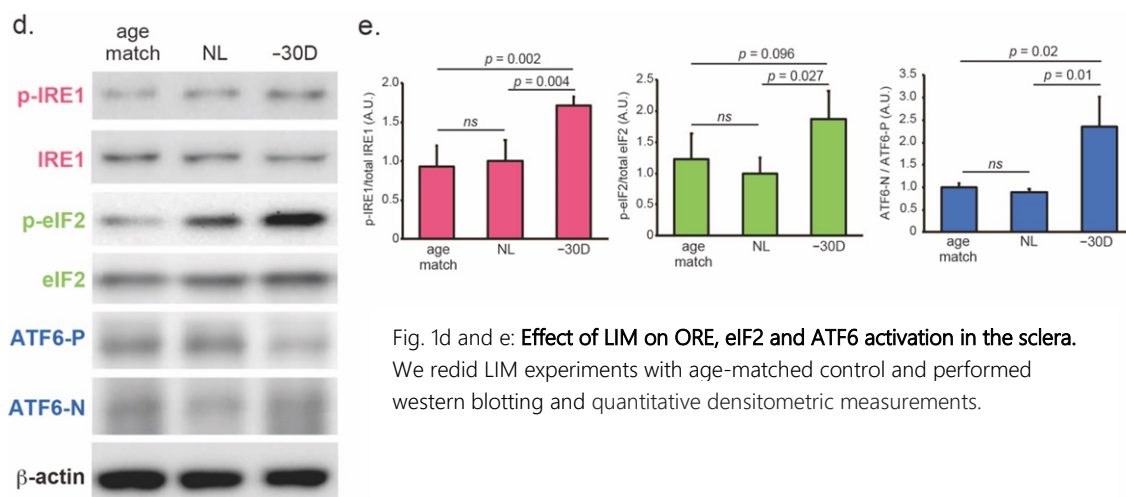 d.
age
match
NL
−30D
p-IRE1
IRE1
p-eIF2
eIF2
ATF6-P
ATF6-N
β-actin
e.
p = 0.002
p = 0.004
ns
p-IRE1/total IRE1 (A.U.)
2.0
1.5
1.0
0.5
0
age
match
NL
−30D
p = 0.096
p = 0.027
ns
p-eIF2/total eIF2 (A.U.)
2.5
2.0
1.5
1.0
0.5
0
age
match
NL
−30D
p = 0.02
p = 0.01
ns
ATF6-N / ATF6-P (A.U.)
3.5
3.0
2.5
2.0
1.5
1.0
0.5
0
age
match
NL
−30D
Fig. 1d and e: Effect of LIM on ORE, eIF2 and ATF6 activation in the sclera.
We redid LIM experiments with age-matched control and performed
western blotting and quantitative densitometric measurements.